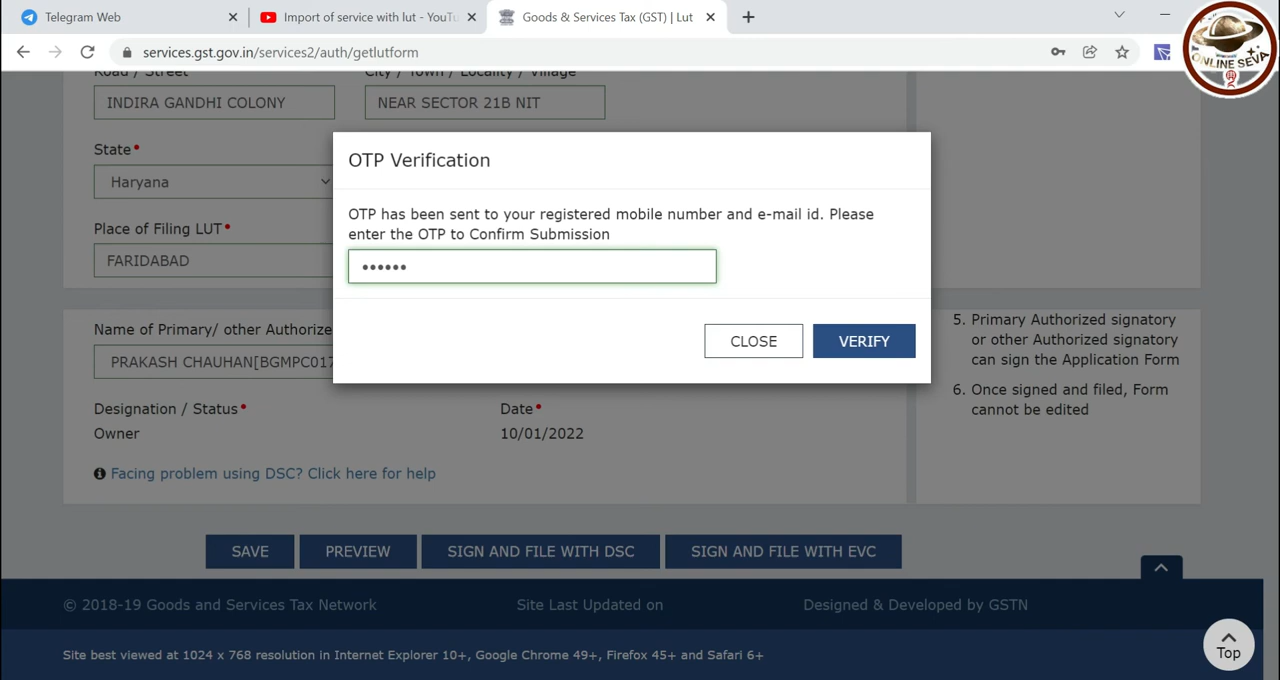 Telegram Web
Import of service with lut - YouTu
Goods & Services Tax (GST) | Lut
services.gst.gov.in/services2/auth/getlutform
ONLINE SEVA
Road / Street
City / Town / Locality / Village
INDIRA GANDHI COLONY
NEAR SECTOR 21B NIT
State*
Haryana
Place of Filing LUT*
FARIDABAD
OTP Verification
OTP has been sent to your registered mobile number and e-mail id. Please
enter the OTP to Confirm Submission
••••••
CLOSE
VERIFY
Name of Primary/ other Authorize
PRAKASH CHAUHAN[BGMPC017
Designation / Status*
Date*
Owner
10/01/2022
Facing problem using DSC? Click here for help
5. Primary Authorized signatory
or other Authorized signatory
can sign the Application Form
6. Once signed and filed, Form
cannot be edited
SAVE
PREVIEW
SIGN AND FILE WITH DSC
SIGN AND FILE WITH EVC
© 2018-19 Goods and Services Tax Network
Site Last Updated on
Designed & Developed by GSTN
Site best viewed at 1024 x 768 resolution in Internet Explorer 10+, Google Chrome 49+, Firefox 45+ and Safari 6+
Top